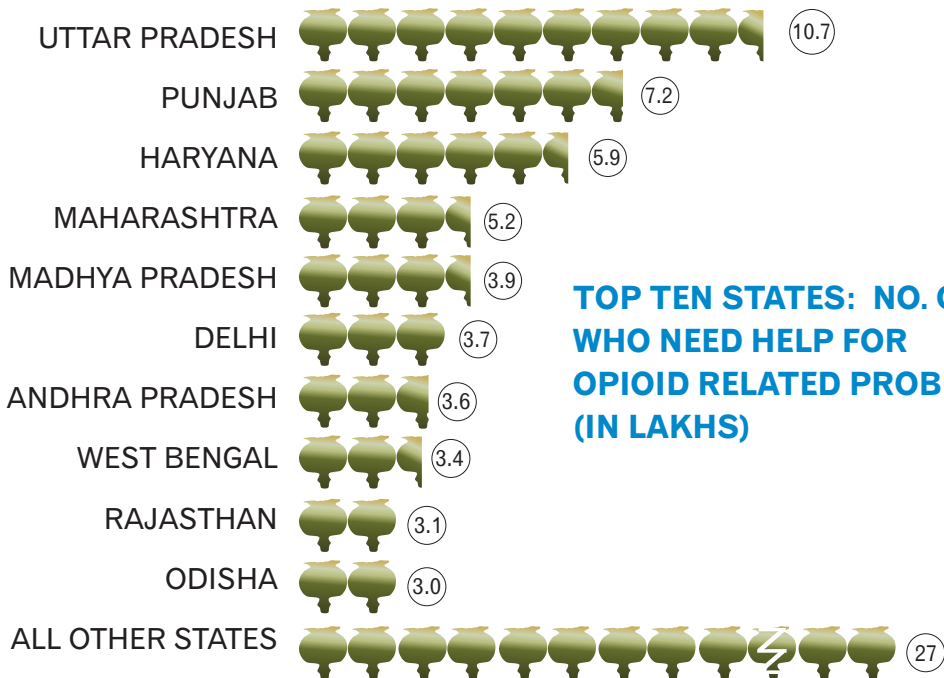 UTTAR PRADESH 10.7
PUNJAB 7.2
HARYANA 5.9
MAHARASHTRA 5.2
MADHYA PRADESH 3.9
DELHI 3.7
ANDHRA PRADESH 3.6
WEST BENGAL 3.4
RAJASTHAN 3.1
ODISHA 3.0
ALL OTHER STATES 27
TOP TEN STATES: NO.
WHO NEED HELP FOR
OPIOID RELATED
(IN LAKHS)